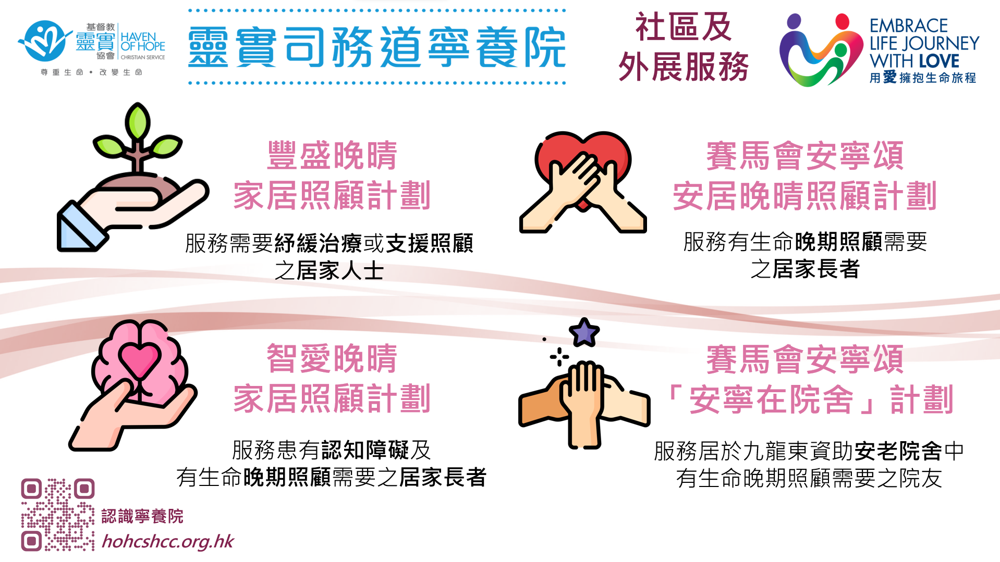 基督教
靈實
協會
HAVEN
OF HOPE
CHRISTIAN SERVICE
尊重生命・改變生命
靈實司務道寧養院
社區及
外展服務
EMBRACE
LIFE JOURNEY
WITH LOVE
用愛擁抱生命旅程
豐盛晚晴
家居照顧計劃
服務需要紓緩治療或支援照顧
之居家人士
賽馬會安寧頌
安居晚晴照顧計劃
服務有生命晚期照顧需要
之居家長者
智愛晚晴
家居照顧計劃
服務患有認知障礙及
有生命晚期照顧需要之居家長者
賽馬會安寧頌
「安寧在院舍」計劃
服務居於九龍東資助安老院舍中
有生命晚期照顧需要之院友
認識寧養院
hohcshcc.org.hk